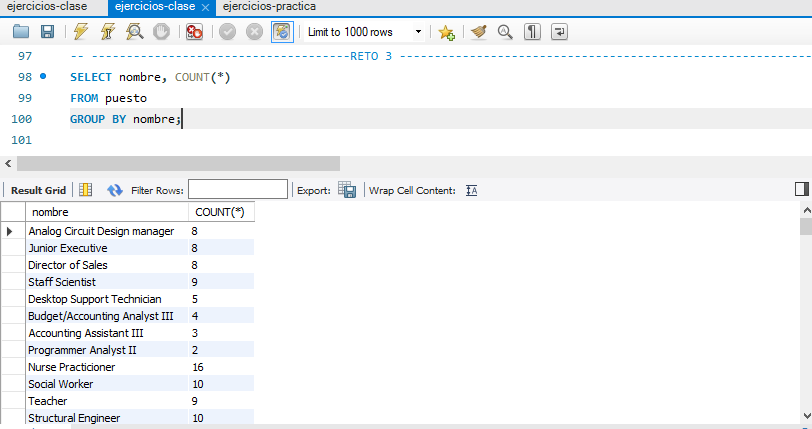 ejercicios-clase ejercicios-clase × ejercicios-practica
Limit to 1000 rows
97 -- -------------------------------------RETO 3 ------------------------------------------------------------
98 SELECT nombre, COUNT(*)
99 FROM puesto
100 GROUP BY nombre;
101
Result Grid Filter Rows: Export: Wrap Cell Content:
nombre COUNT(*)
Analog Circuit Design manager 8
Junior Executive 8
Director of Sales 8
Staff Scientist 9
Desktop Support Technician 5
Budget/Accounting Analyst III 4
Accounting Assistant III 3
Programmer Analyst II 2
Nurse Practicioner 16
Social Worker 10
Teacher 9
Structural Engineer 10